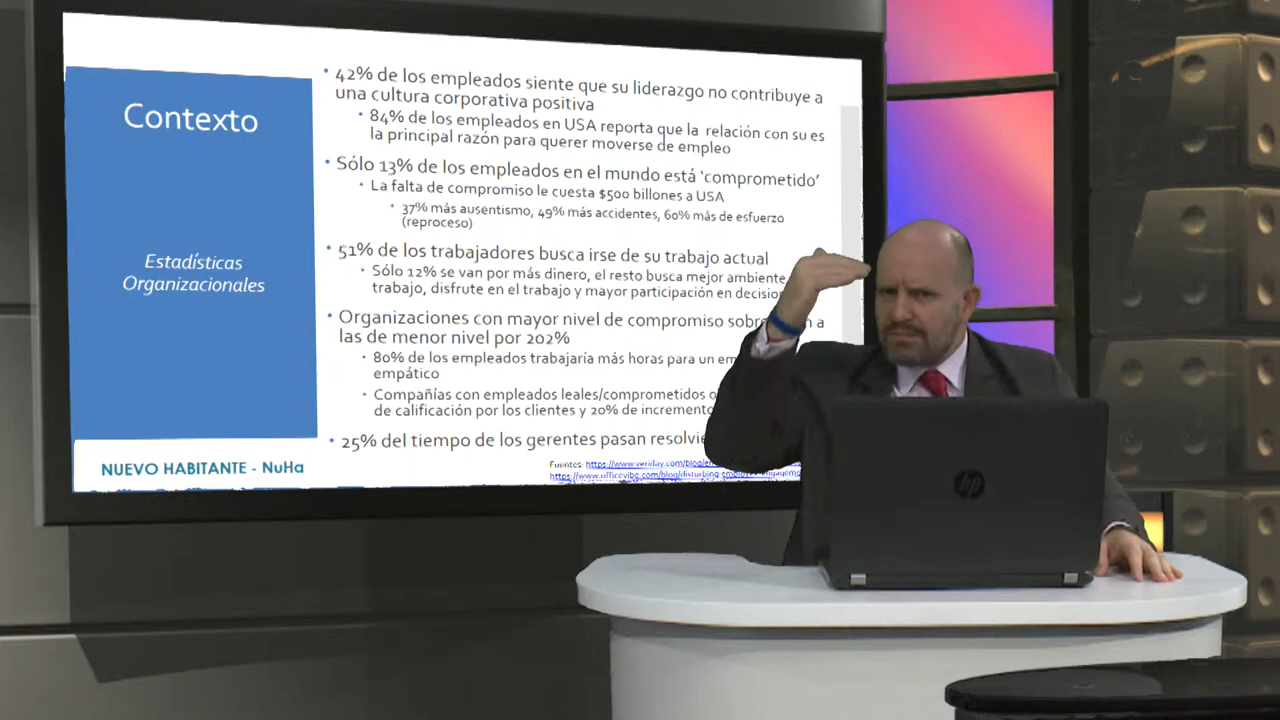 Contexto
Estadísticas
Organizacionales
NUEVO HABITANTE - NuHa
• 42% de los empleados siente que su liderazgo no contribuye a
una cultura corporativa positiva
• 84% de los empleados en USA reporta que la relación con su es
la principal razón para querer moverse de empleo
• Sólo 13% de los empleados en el mundo está ‘comprometido’
• La falta de compromiso le cuesta $500 billones a USA
• 37% más ausentismo, 49% más accidentes, 60% más de esfuerzo
(reproceso)
• 51% de los trabajadores busca irse de su trabajo actual
• Sólo 12% se van por más dinero, el resto busca mejor ambiente
trabajo, disfrute en el trabajo y mayor participación en
• Organizaciones con mayor nivel de compromiso a
las de menor nivel por 202%
• 80% de los empleados trabajaría más horas para un
empático
• Compañías con empleados leales/comprometidos
de calificación por los clientes y 20% de
• 25% del tiempo de los gerentes pasan
Fuentes:
hp